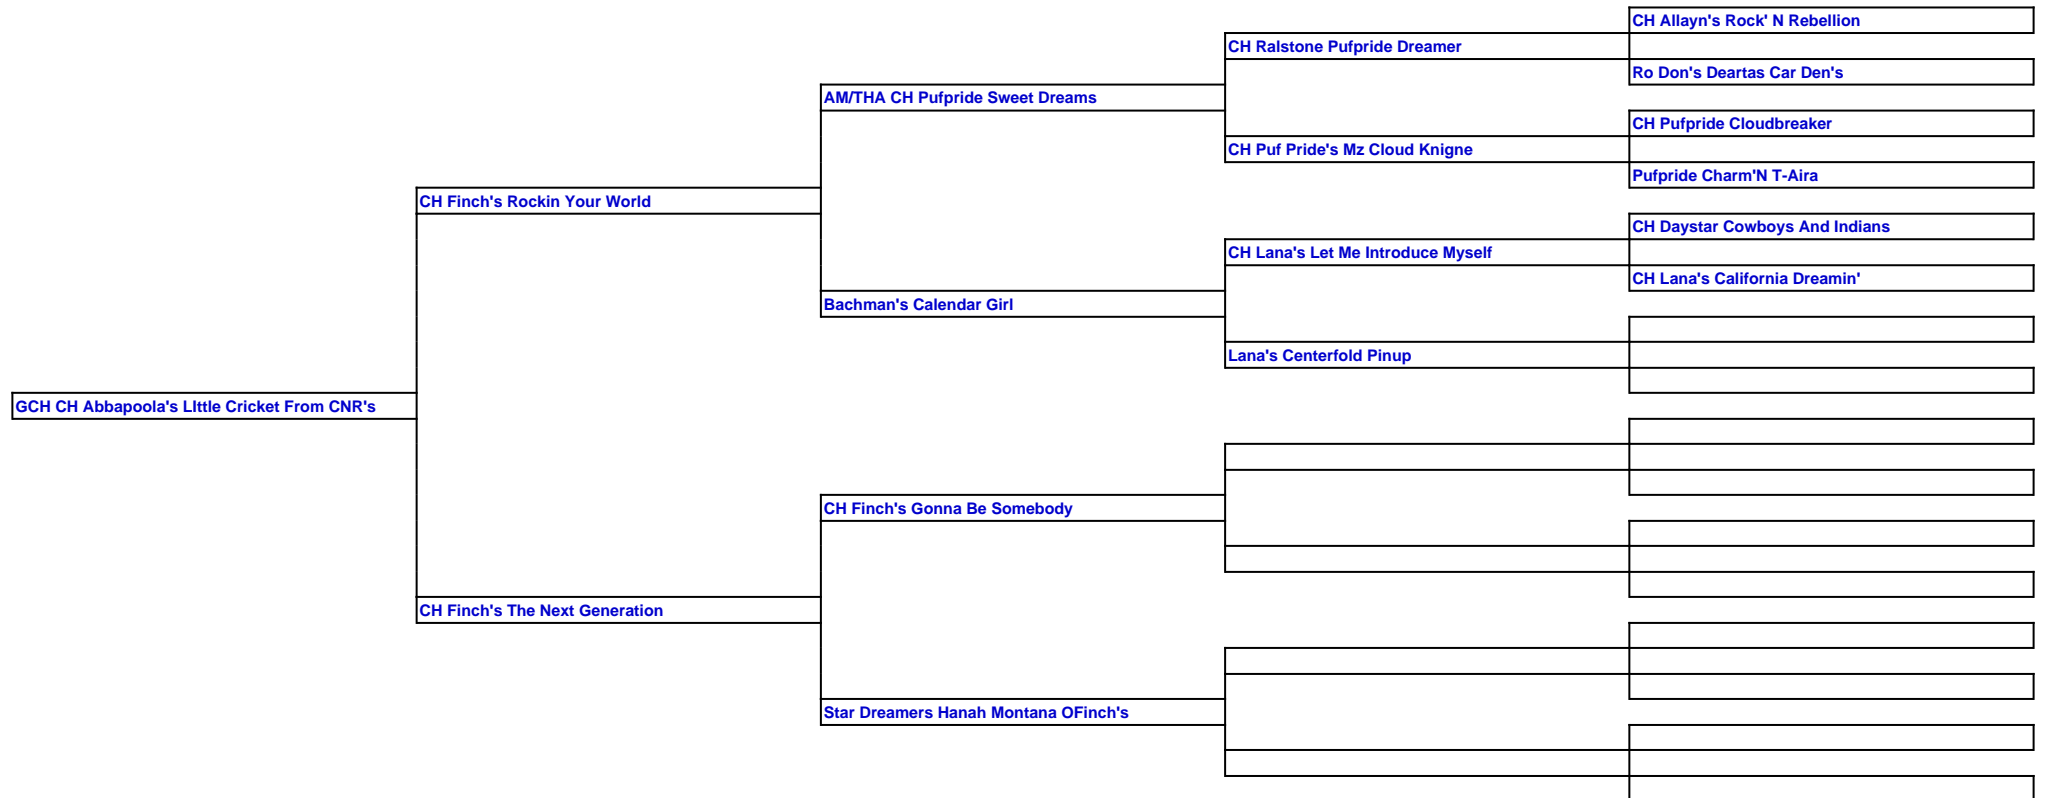 CH Allayn's Rock' N Rebellion
CH Ralstone Pufpride Dreamer
Ro Don's Deartas Car Den's
AM/THA CH Pufpride Sweet Dreams
CH Pufpride Cloudbreaker
CH Puf Pride's Mz Cloud Knigne
Pufpride Charm'N T-Aira
CH Finch's Rockin Your World
CH Daystar Cowboys And Indians
CH Lana's Let Me Introduce Myself
CH Lana's California Dreamin'
Bachman's Calendar Girl
Lana's Centerfold Pinup
GCH CH Abbapoola's LIttle Cricket From CNR's
CH Finch's Gonna Be Somebody
CH Finch's The Next Generation
Star Dreamers Hanah Montana OFinch's